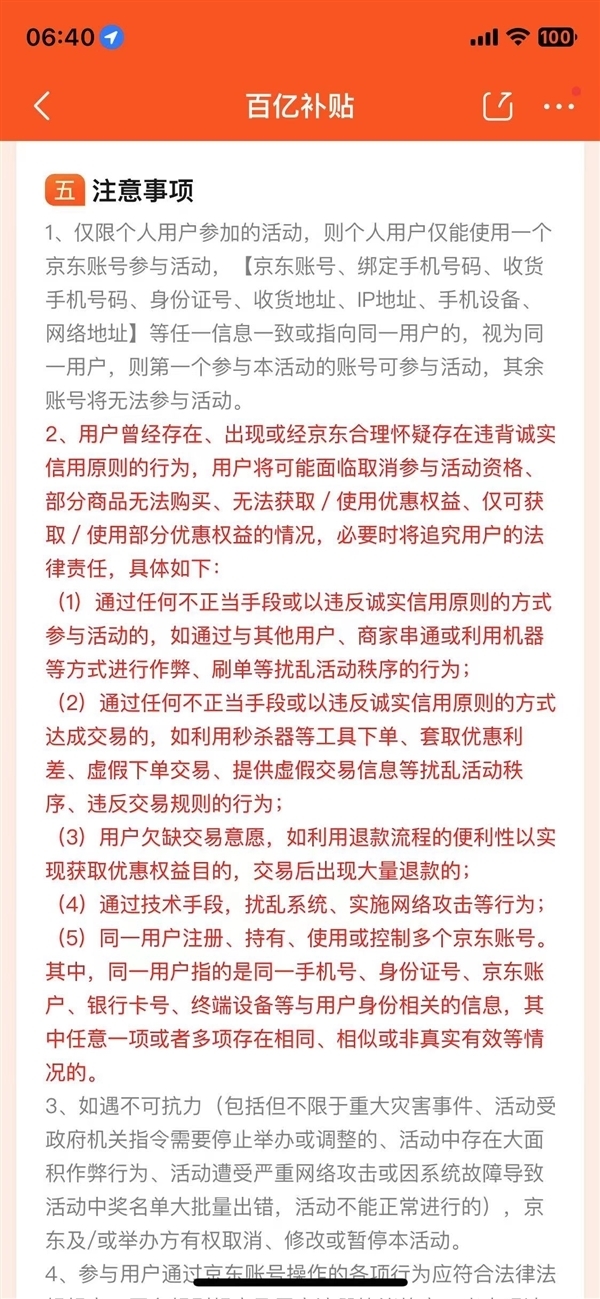 06:40
100
百亿补贴
五 注意事项
1、仅限个人用户参加的活动，则个人用户仅能使用一个
京东账号参与活动，【京东账号、绑定手机号码、收货
手机号码、身份证号、收货地址、IP地址、手机设备、
网络地址】等任一信息一致或指向同一用户的，视为同
一用户，则第一个参与本活动的账号可参与活动，其余
账号将无法参与活动。
2、用户曾经存在、出现或经京东合理怀疑存在违背诚实
信用原则的行为，用户将可能面临取消参与活动资格、
部分商品无法购买、无法获取／使用优惠权益、仅可获
取／使用部分优惠权益的情况，必要时将追究用户的法
律责任，具体如下：
（1）通过任何不正当手段或以违反诚实信用原则的方式
参与活动的，如通过与其他用户、商家串通或利用机器
等方式进行作弊、刷单等扰乱活动秩序的行为；
（2）通过任何不正当手段或以违反诚实信用原则的方式
达成交易的，如利用秒杀器等工具下单、套取优惠利
差、虚假下单交易、提供虚假交易信息等扰乱活动秩
序、违反交易规则的行为；
（3）用户欠缺交易意愿，如利用退款流程的便利性以实
现获取优惠权益目的，交易后出现大量退款的；
（4）通过技术手段，扰乱系统、实施网络攻击等行为；
（5）同一用户注册、持有、使用或控制多个京东账号。
其中，同一用户指的是同一手机号、身份证号、京东账
户、银行卡号、终端设备等与用户身份相关的信息，其
中任意一项或者多项存在相同、相似或非真实有效等情
况的。
3、如遇不可抗力（包括但不限于重大灾害事件、活动受
政府机关指令需要停止举办或调整的、活动中存在大面
积作弊行为、活动遭受严重网络攻击或因系统故障导致
活动中奖名单大批量出错，活动不能正常进行的），京
东及/或举办方有权取消、修改或暂停本活动。
4、参与用户通过京东账号操作的各项行为应符合法律法